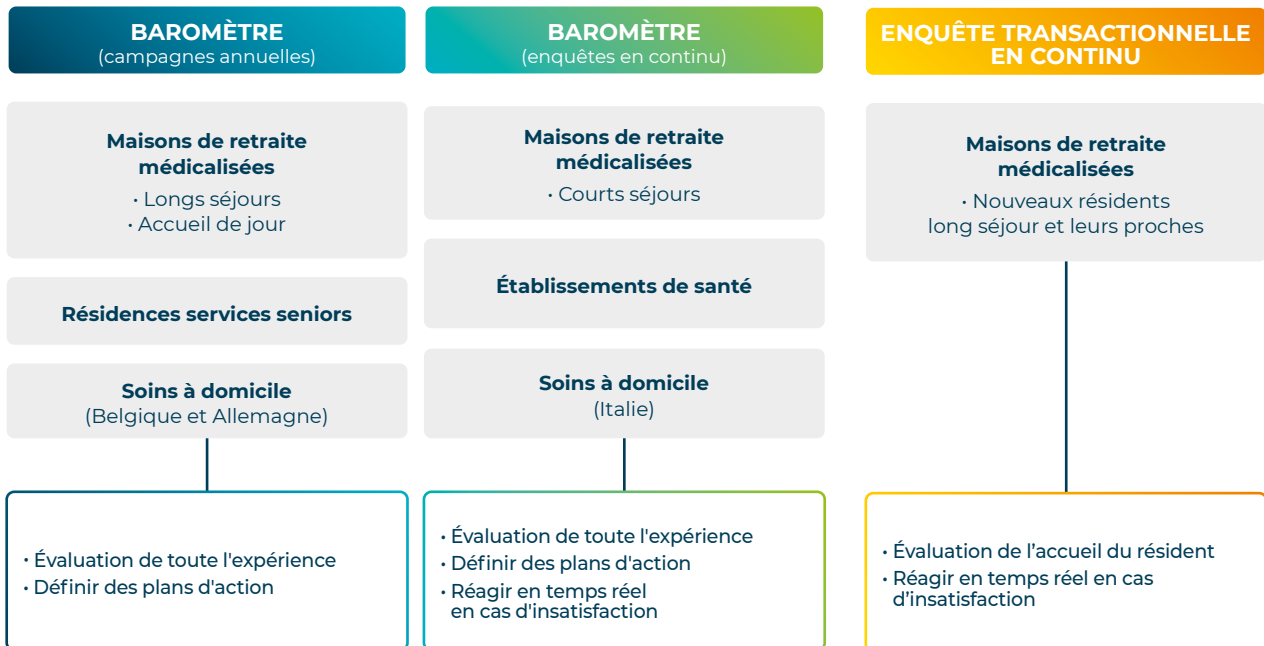 BAROMÈTRE
(campagnes annuelles)
Maisons de retraite
médicalisées
• Longs séjours
• Accueil de jour
Résidences services seniors
Soins à domicile
(Belgique et Allemagne)
• Évaluation de toute l'expérience
• Définir des plans d'action
BAROMÈTRE
(enquêtes en continu)
Maisons de retraite
médicalisées
• Courts séjours
Établissements de santé
Soins à domicile
(Italie)
• Évaluation de toute l'expérience
• Définir des plans d'action
• Réagir en temps réel
en cas d'insatisfaction
ENQUÊTE TRANSACTIONNELLE
EN CONTINU
Maisons de retraite
médicalisées
• Nouveaux résidents
long séjour et leurs proches
• Évaluation de l’accueil du résident
• Réagir en temps réel en cas
d’insatisfaction